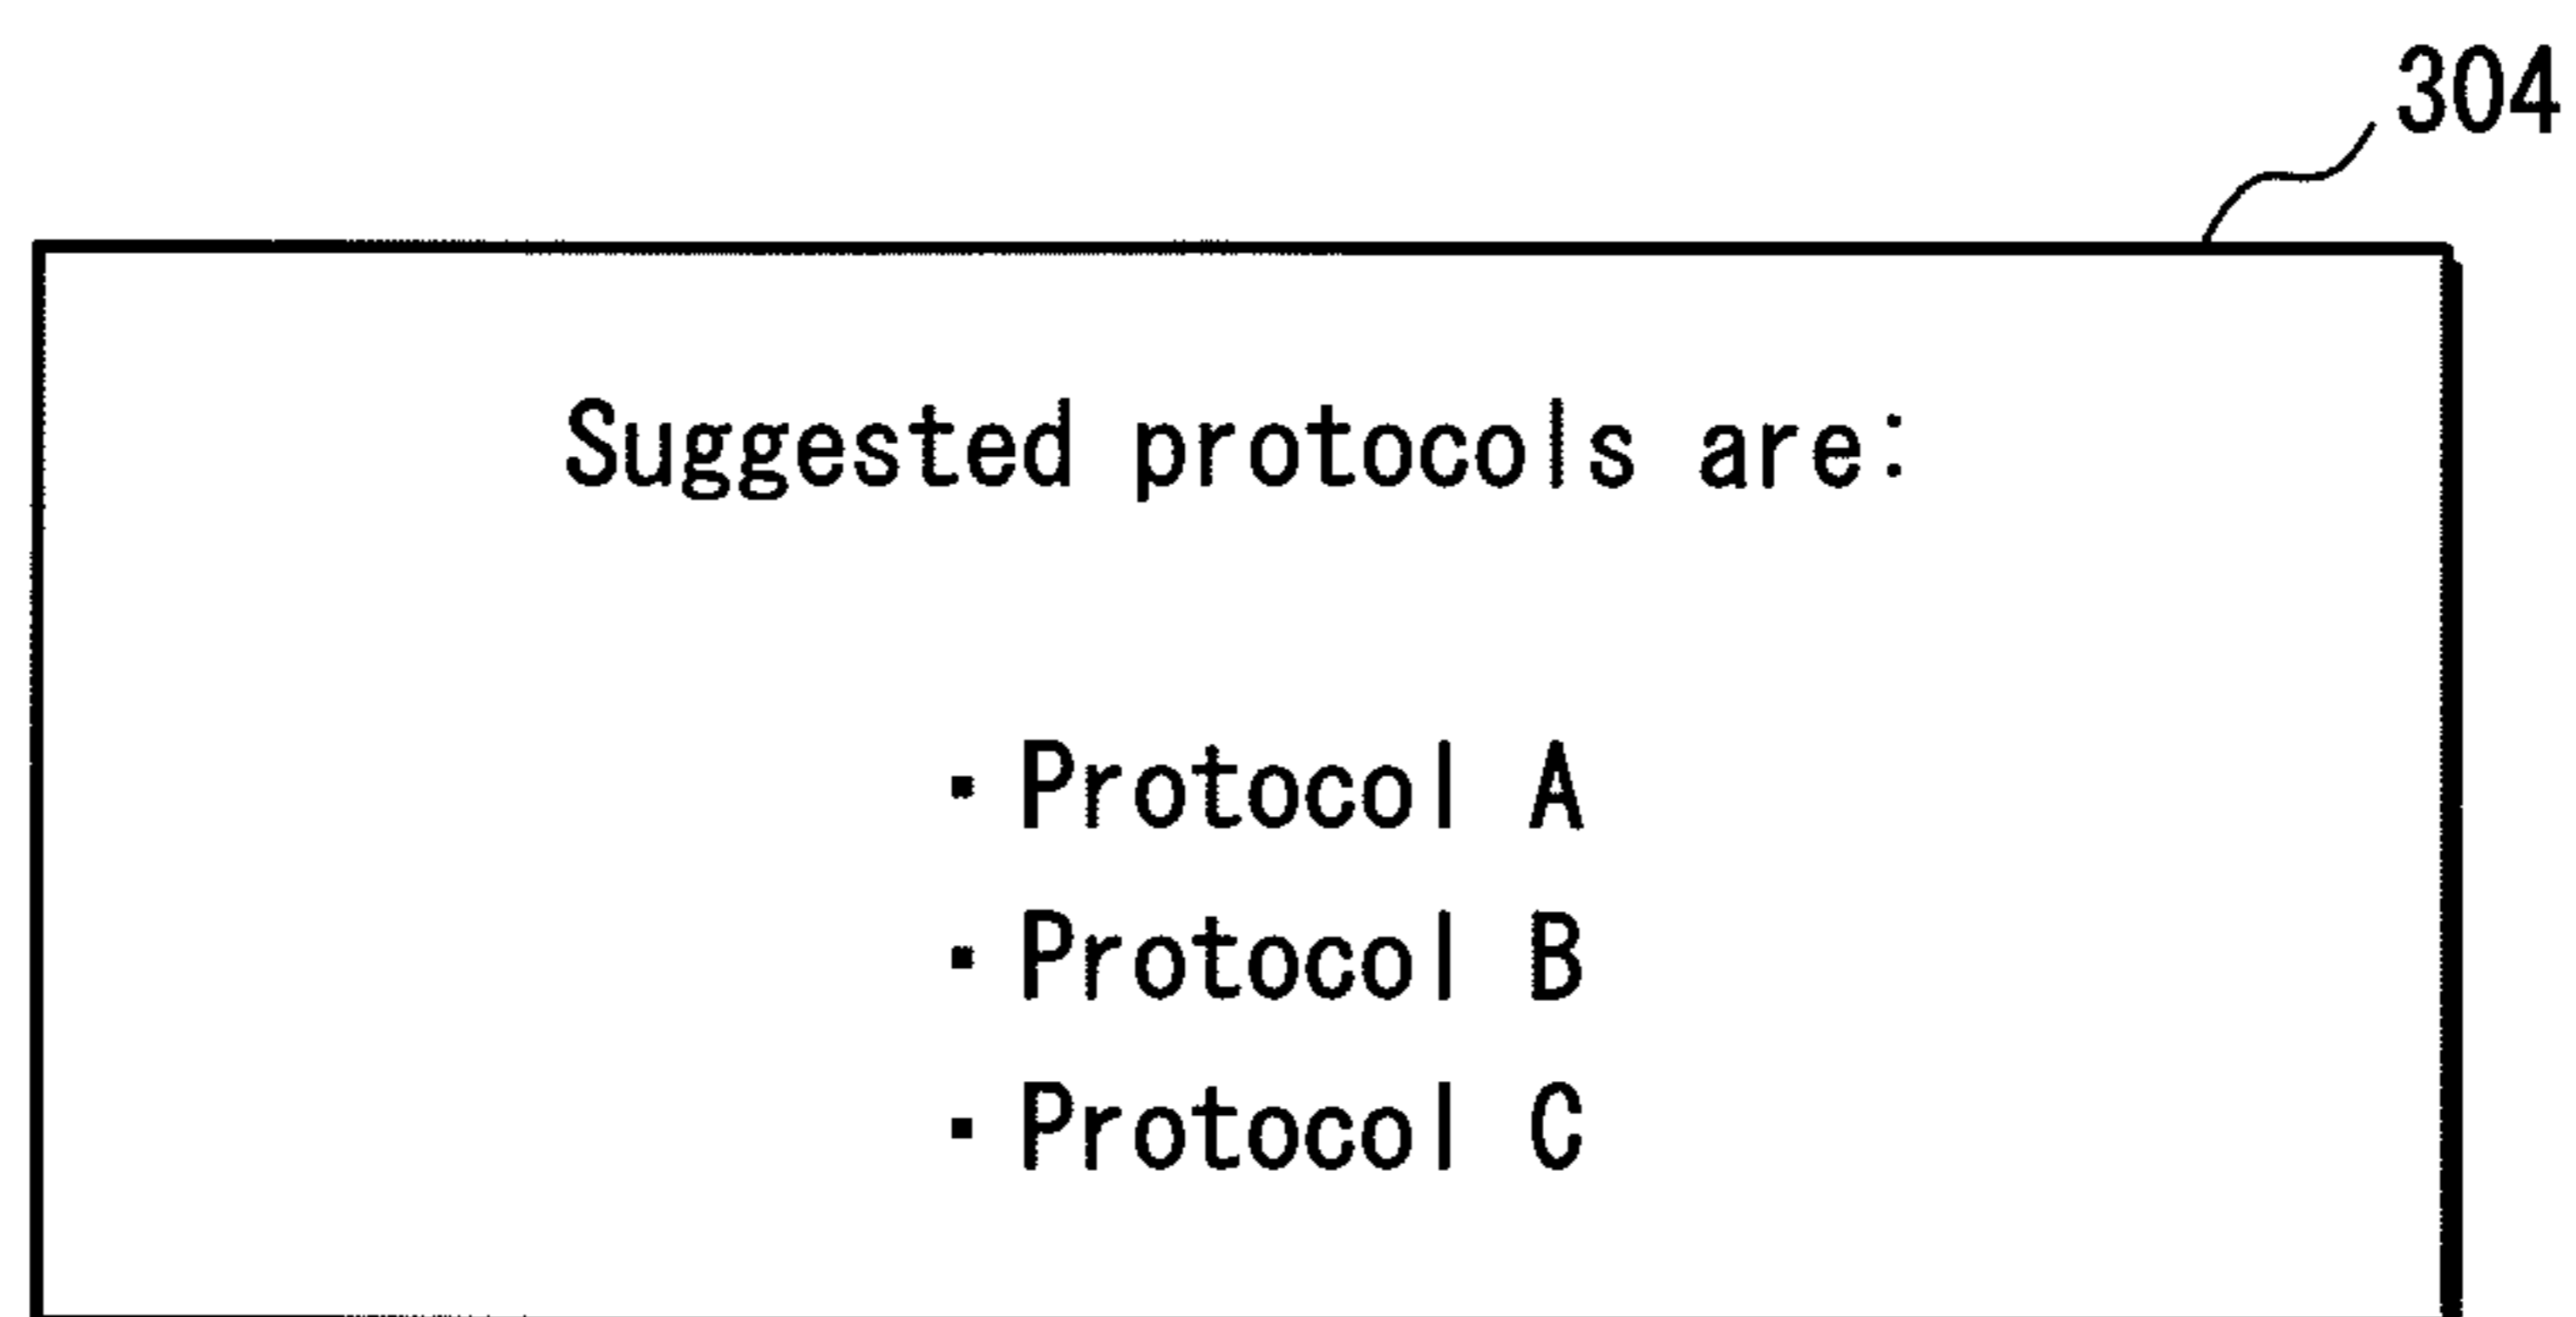 304
Suggested protocols are:
▪ Protocol A
▪ Protocol B
▪ Protocol C